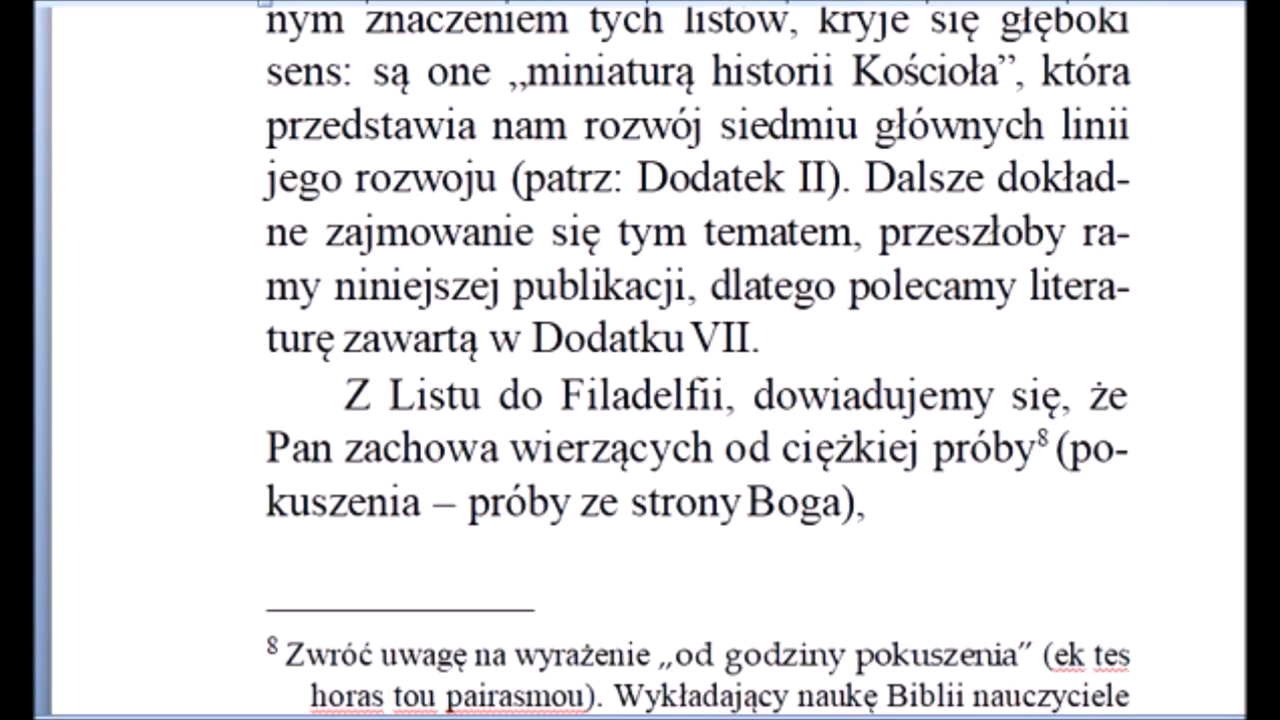 nym znaczeniem tych listów, kryje się głęboki
sens: są one „miniaturą historii Kościoła”, która
przedstawia nam rozwój siedmiu głównych linii
jego rozwoju (patrz: Dodatek II). Dalsze dokład-
ne zajmowanie się tym tematem, przeszłoby ra-
my niniejszej publikacji, dlatego polecamy litera-
turę zawartą w Dodatku VII.
Z Listu do Filadelfii, dowiadujemy się, że
Pan zachowa wierzących od ciężkiej próby⁸ (po-
kuszenia – próby ze strony Boga),
⁸ Zwróć uwagę na wyrażenie „od godziny pokuszenia” (ek tes
horas tou pairasmou). Wykładający naukę Biblii nauczyciele